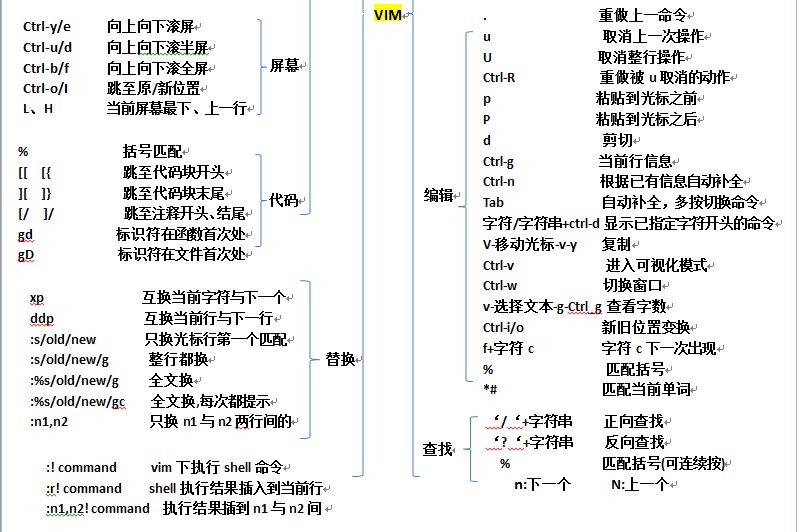 VIM
Ctrl-y/e 向上向下滚屏
Ctrl-u/d 向上向下滚半屏
Ctrl-b/f 向上向下滚全屏
Ctrl-o/I 跳至原/新位置
L、H 当前屏幕最下、上一行
屏幕
% 括号匹配
[[ [{ 跳至代码块开头
][ ]} 跳至代码块末尾
[/ ]/ 跳至注释开头、结尾
gd 标识符在函数首次处
gD 标识符在文件首次处
代码
xp 互换当前字符与下一个
ddp 互换当前行与下一行
:s/old/new 只换光标行第一个匹配
:s/old/new/g 整行都换
:%s/old/new/g 全文换
:%s/old/new/gc 全文换,每次都提示
:n1,n2 只换 n1 与 n2 两行间的
替换
:! command vim 下执行 shell 命令
:r! command shell 执行结果插入到当前行
:n1,n2! command 执行结果插到 n1 与 n2 间
. 重做上一命令
u 取消上一次操作
U 取消整行操作
Ctrl-R 重做被 u 取消的动作
p 粘贴到光标之前
P 粘贴到光标之后
d 剪切
Ctrl-g 当前行信息
Ctrl-n 根据已有信息自动补全
Tab 自动补全，多按切换命令
字符/字符串+ctrl-d 显示已指定字符开头的命令
V-移动光标-v-y 复制
Ctrl-v 进入可视化模式
Ctrl-w 切换窗口
v-选择文本-g-Ctrl_g 查看字数
Ctrl-i/o 新旧位置变换
f+字符 c 字符 c 下一次出现
% 匹配括号
*# 匹配当前单词
编辑
‘/‘+字符串 正向查找
‘?‘+字符串 反向查找
% 匹配括号(可连续按)
n:下一个 N:上一个
查找